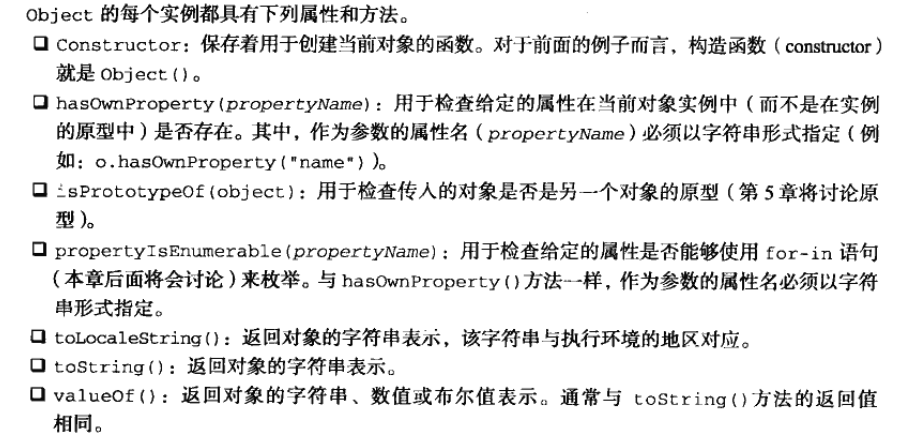 Object 的每个实例都具有下列属性和方法。
❑ Constructor：保存着用于创建当前对象的函数。对于前面的例子而言，构造函数（constructor）
就是 Object()。
❑ hasOwnProperty(propertyName)：用于检查给定的属性在当前对象实例中（而不是在实例
的原型中）是否存在。其中，作为参数的属性名（propertyName）必须以字符串形式指定（例
如：o.hasOwnProperty("name")）。
❑ isPrototypeOf(object)：用于检查传入的对象是否是另一个对象的原型（第 5 章将讨论原
型）。
❑ propertyIsEnumerable(propertyName)：用于检查给定的属性是否能够使用 for-in 语句
（本章后面将会讨论）来枚举。与 hasOwnProperty()方法一样，作为参数的属性名必须以字符
串形式指定。
❑ toLocaleString()：返回对象的字符串表示，该字符串与执行环境的地区对应。
❑ toString()：返回对象的字符串表示。
❑ valueOf()：返回对象的字符串、数值或布尔值表示。通常与 toString()方法的返回值
相同。